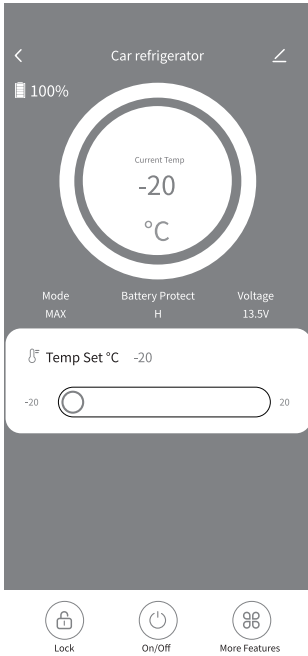 Car refrigerator
100%
Current Temp
-20
°C
Mode Battery Protect Voltage
MAX H 13.5V
Temp Set °C -20
-20 20
Lock On/Off More Features